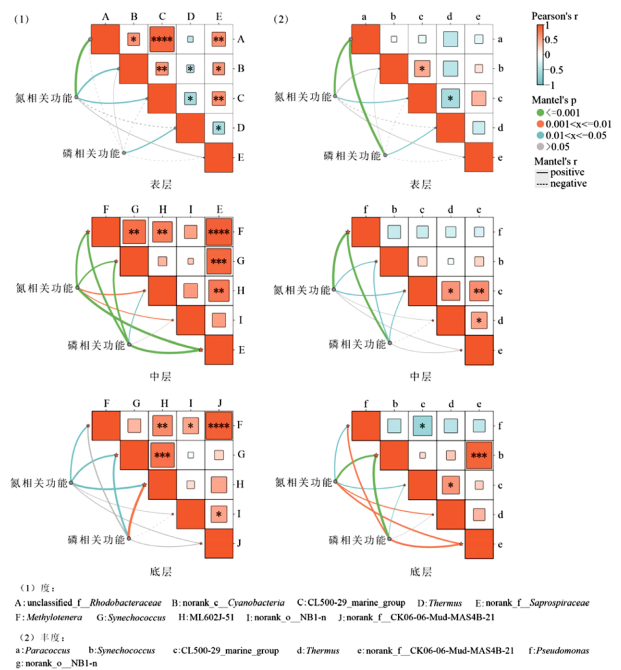 (1)
A B C D E
**** ** A
*
** * * B
* ** C
* D
E
氮相关功能
磷相关功能
表层
(2)
a b c d e
a
* b
* c
d
e
氮相关功能
磷相关功能
表层
Pearson's r
1
0.5
0
−0.5
−1
Mantel's p
<=0.001
0.001<x<=0.01
0.01<x<=0.05
>0.05
Mantel's r
positive
negative
F G H I E
** ** **** F
*** G
** H
I
E
氮相关功能
磷相关功能
中层
f b c d e
f
b
* ** c
* d
e
氮相关功能
磷相关功能
中层
F G H I J
** * **** F
*** G
H
* I
J
氮相关功能
磷相关功能
底层
f b c d e
* f
*** b
* c
d
e
氮相关功能
磷相关功能
底层
(1) 度：
A:unclassified_f__Rhodobacteraceae B:norank_c__Cyanobacteria C:CL500-29_marine_group D:Thermus E:norank_f__Saprospiraceae
F:Methylotenera G:Synechococcus H:ML602J-51 I:norank_o__NB1-n J:norank_f__CK06-06-Mud-MAS4B-21
(2) 丰度：
a:Paracoccus b:Synechococcus c:CL500-29_marine_group d:Thermus e:norank_f__CK06-06-Mud-MAS4B-21 f:Pseudomonas
g:norank_o__NB1-n